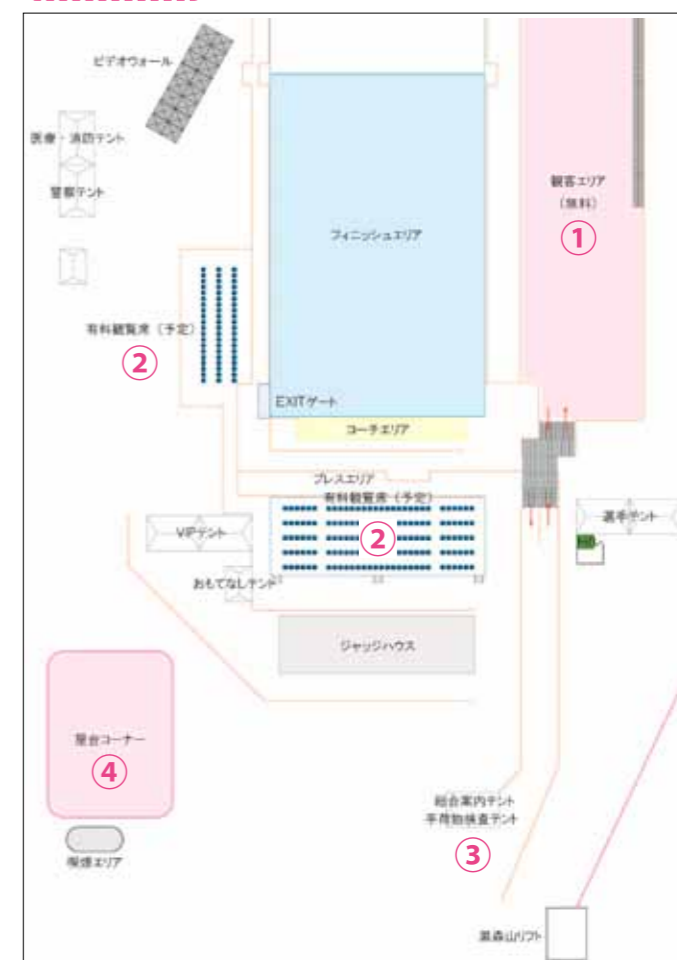 ビデオウォール
医療・消防テント
警察テント
観客エリア
(無料)
①
フィニッシュエリア
有料観覧席(予定)
②
EXITゲート
コーチエリア
プレスエリア
有料観覧席(予定)
②
VIPテント
選手テント
おもてなしテント
ジャッジハウス
屋台コーナー
④
喫煙エリア
総合案内テント
手荷物検査テント
③
黒森山リフト